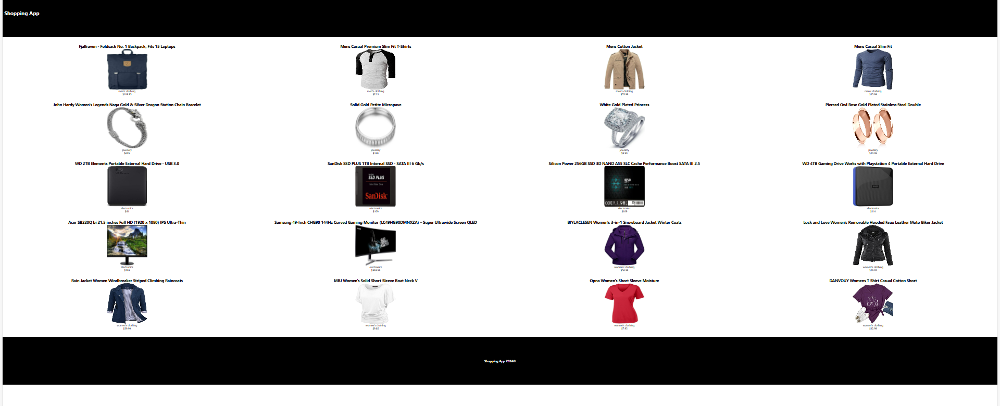 Shopping App
Fjallraven - Foldsack No. 1 Backpack, Fits 15 Laptops
men's clothing
$109.95
Mens Casual Premium Slim Fit T-Shirts
men's clothing
$22.3
Mens Cotton Jacket
men's clothing
$55.99
Mens Casual Slim Fit
men's clothing
$15.99
John Hardy Women's Legends Naga Gold & Silver Dragon Station Chain Bracelet
jewelery
$695
Solid Gold Petite Micropave
jewelery
$168
White Gold Plated Princess
jewelery
$9.99
Pierced Owl Rose Gold Plated Stainless Steel Double
jewelery
$10.99
WD 2TB Elements Portable External Hard Drive - USB 3.0
electronics
$64
SanDisk SSD PLUS 1TB Internal SSD - SATA III 6 Gb/s
SSD PLUS
Solid State Drive
SanDisk
electronics
$109
Silicon Power 256GB SSD 3D NAND A55 SLC Cache Performance Boost SATA III 2.5
SP
electronics
$109
WD 4TB Gaming Drive Works with Playstation 4 Portable External Hard Drive
electronics
$114
Acer SB220Q bi 21.5 inches Full HD (1920 x 1080) IPS Ultra-Thin
electronics
$599
Samsung 49-Inch CHG90 144Hz Curved Gaming Monitor (LC49HG90DMNXZA) – Super Ultrawide Screen QLED
QLED
GAMING
MONITOR
electronics
$999.99
BIYLACLESEN Women's 3-in-1 Snowboard Jacket Winter Coats
women's clothing
$56.99
Lock and Love Women's Removable Hooded Faux Leather Moto Biker Jacket
women's clothing
$29.95
Rain Jacket Women Windbreaker Striped Climbing Raincoats
women's clothing
$39.99
MBJ Women's Solid Short Sleeve Boat Neck V
women's clothing
$9.85
Opna Women's Short Sleeve Moisture
women's clothing
$7.95
DANVOUY Womens T Shirt Casual Cotton Short
be
kind
women's clothing
$12.99
Shopping App 2024©